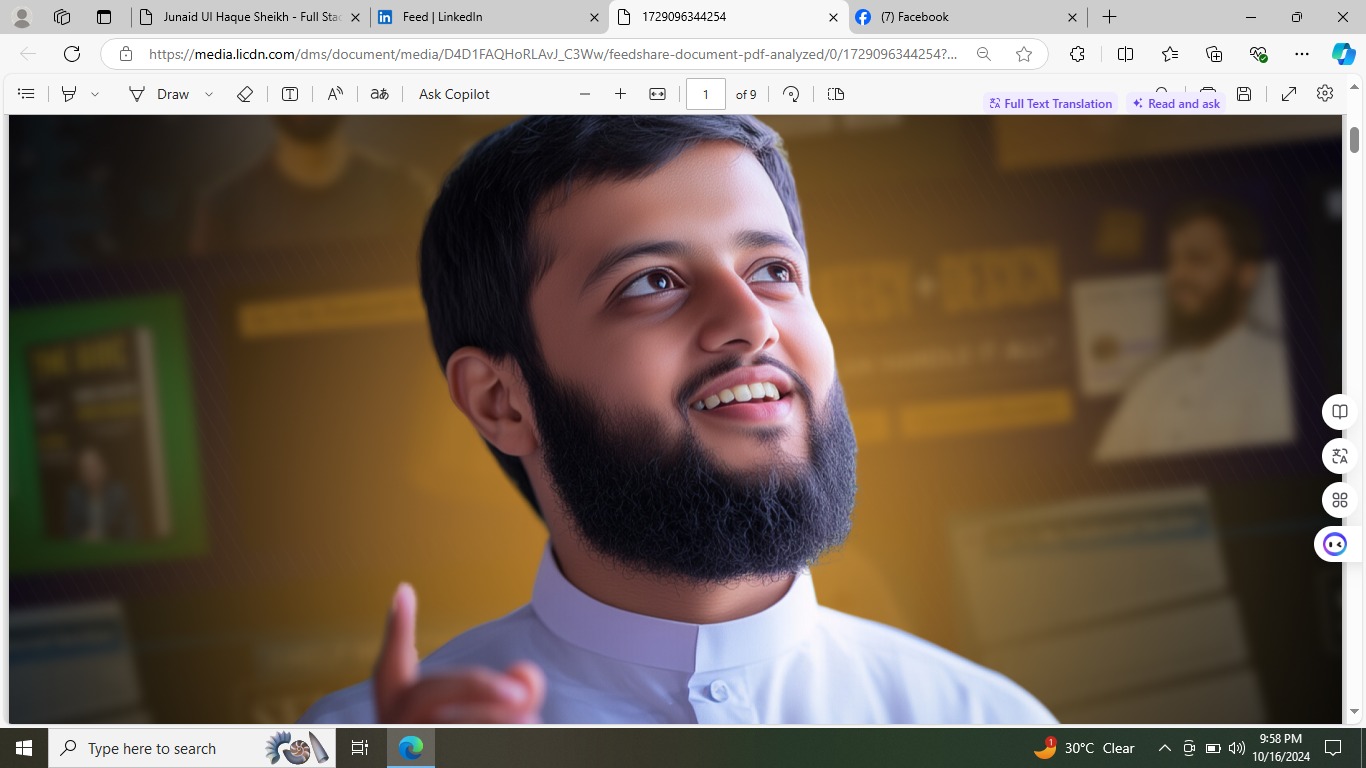 Junaid Ul Haque Sheikh - Full Stac
Feed | LinkedIn
1729096344254
(7) Facebook
https://media.licdn.com/dms/document/media/D4D1FAQHoRLAvJ_C3Ww/feedshare-document-pdf-analyzed/0/1729096344254?...
Draw
aあ
Ask Copilot
1
of 9
Full Text Translation
Read and ask
Type here to search
1
30°C Clear
9:58 PM
10/16/2024